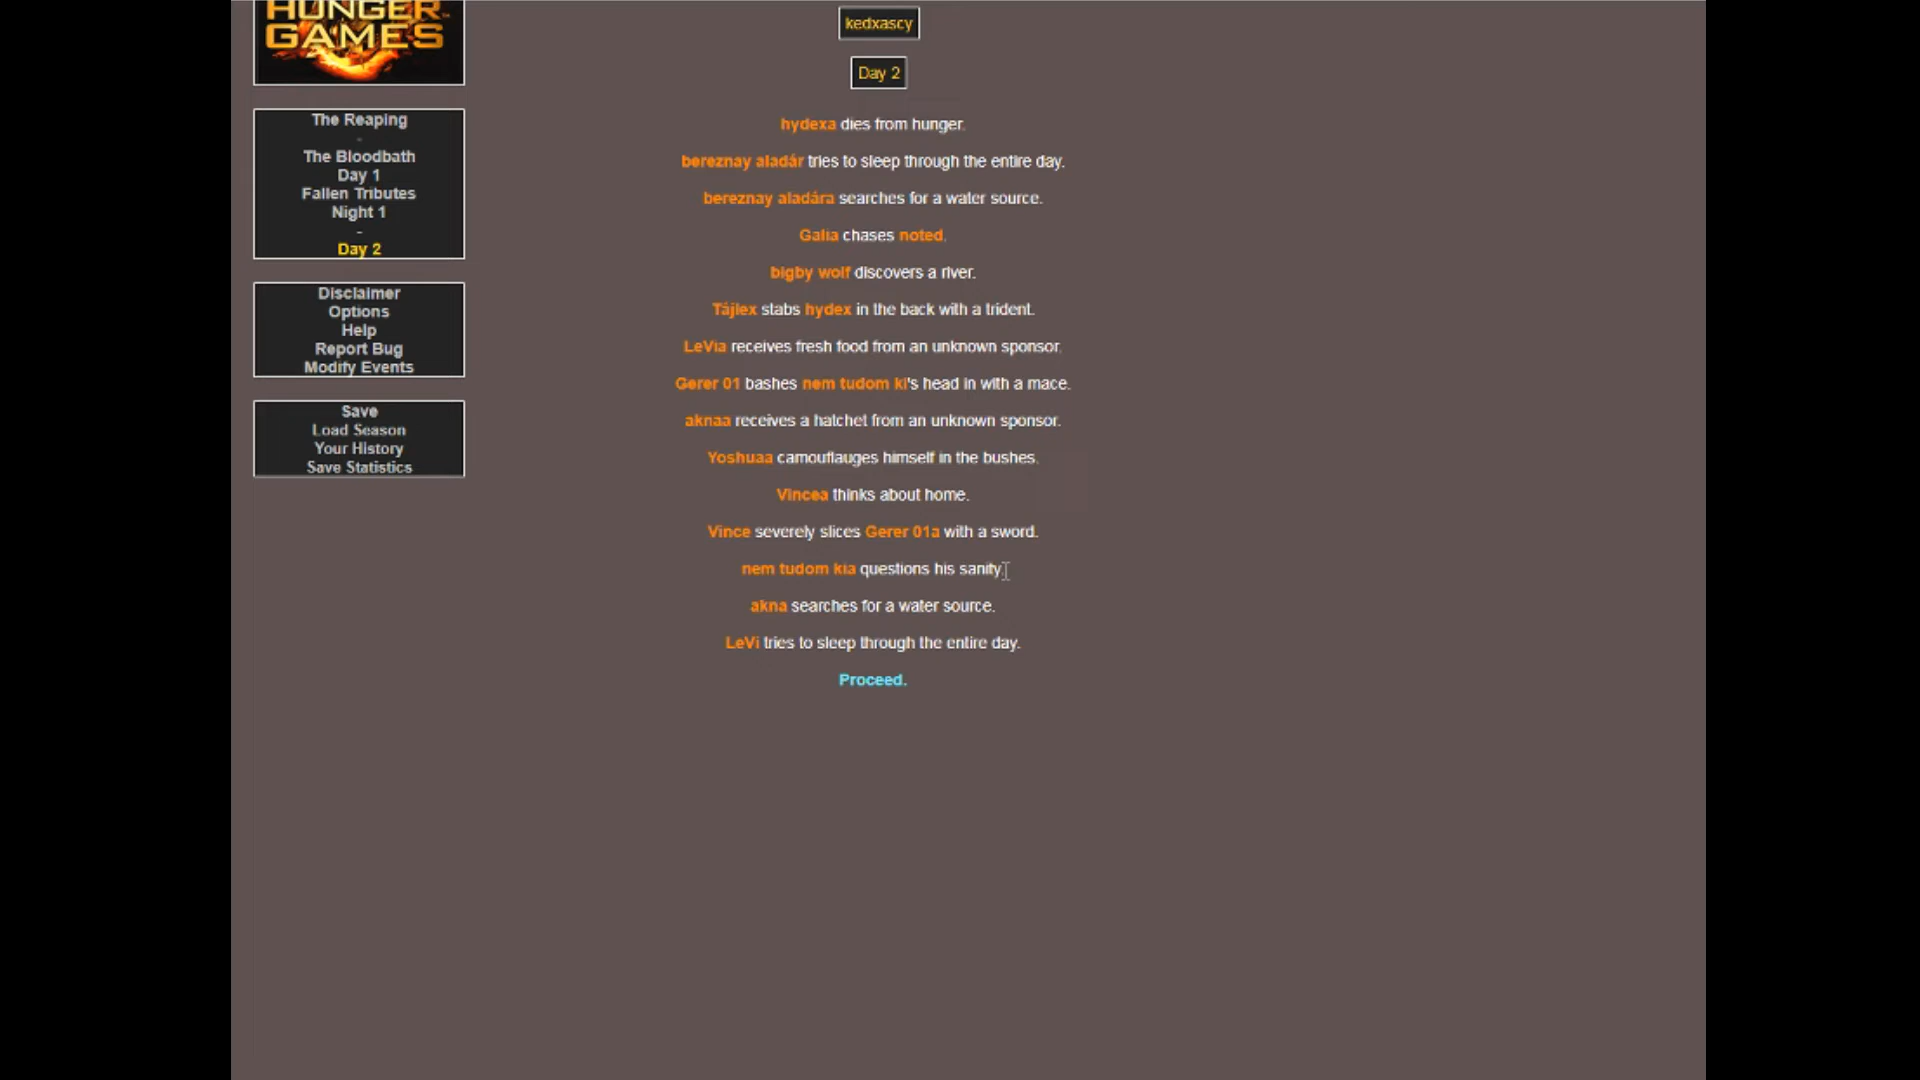 HUNGER
GAMES
The Reaping
-
The Bloodbath
Day 1
Fallen Tributes
Night 1
-
Day 2
Disclaimer
Options
Help
Report Bug
Modify Events
Save
Load Season
Your History
Save Statistics
kedxascy
Day 2
hydexa dies from hunger.
bereznay aladár tries to sleep through the entire day.
bereznay aladára searches for a water source.
Galia chases noted.
bigby wolf discovers a river.
Tájlex stabs hydex in the back with a trident.
LeVia receives fresh food from an unknown sponsor.
Gerer 01 bashes nem tudom ki's head in with a mace.
aknaa receives a hatchet from an unknown sponsor.
Yoshuaa camouflauges himself in the bushes.
Vincea thinks about home.
Vince severely slices Gerer 01a with a sword.
nem tudom kia questions his sanity.
akna searches for a water source.
LeVi tries to sleep through the entire day.
Proceed.